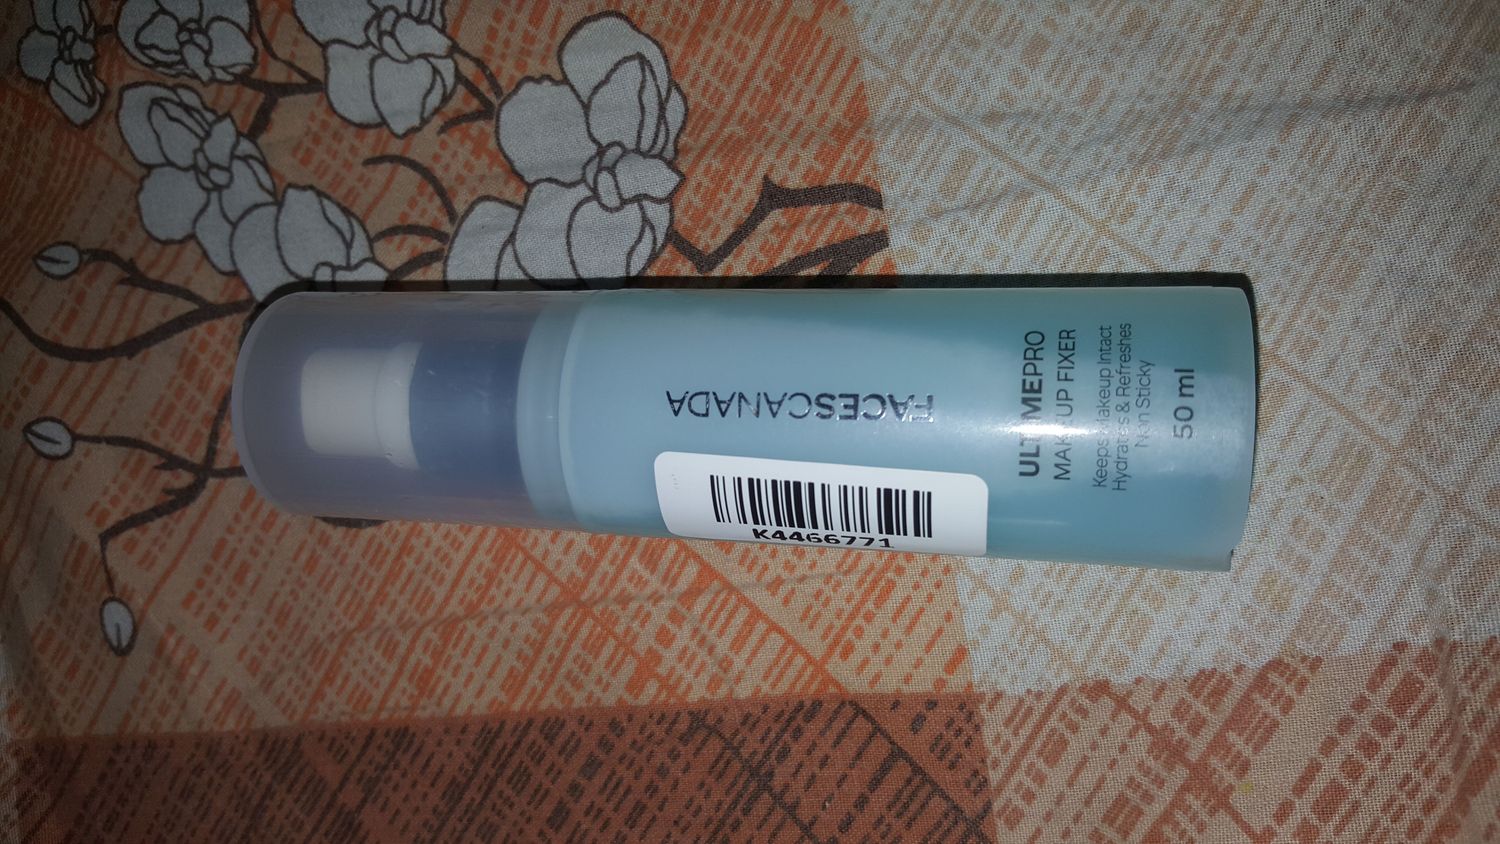 FACESCANADA
ULTIMEPRO
MAKEUP FIXER
Keeps Makeup Intact
Hydrates & Refreshes
Non Sticky
50 ml
K4466771